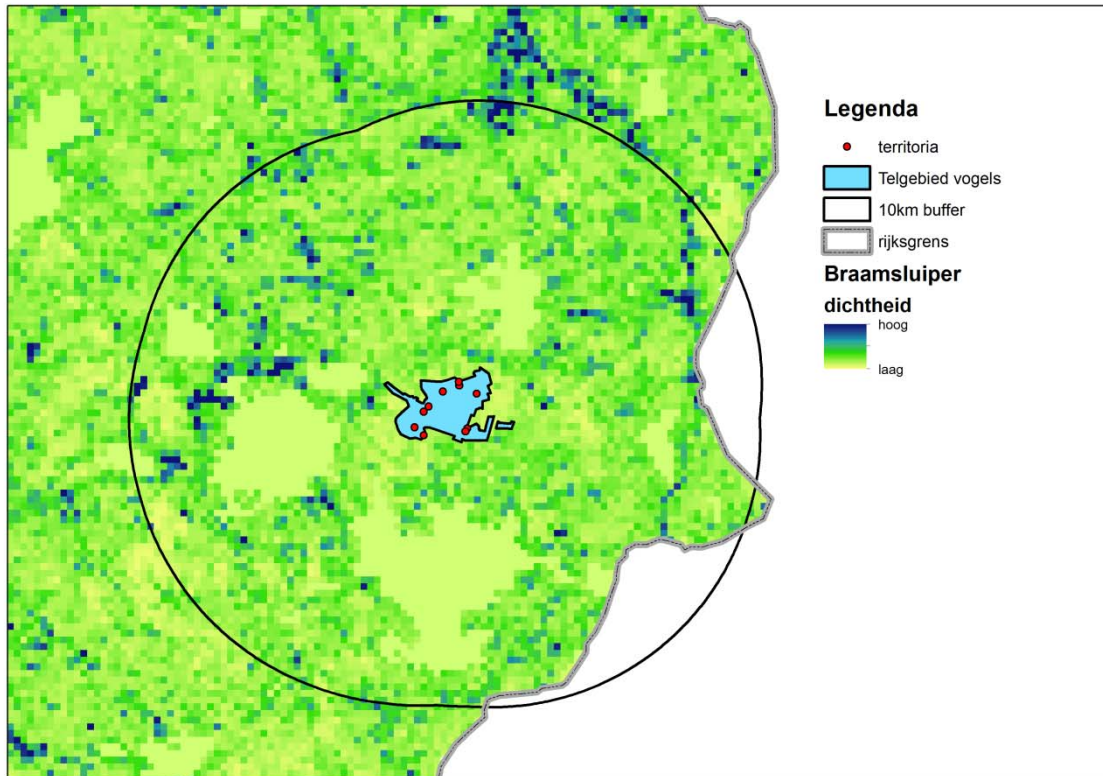 Legenda
territoria
Telgebied vogels
10km buffer
rijksgrens
Braamsluiper
dichtheid
hoog
laag